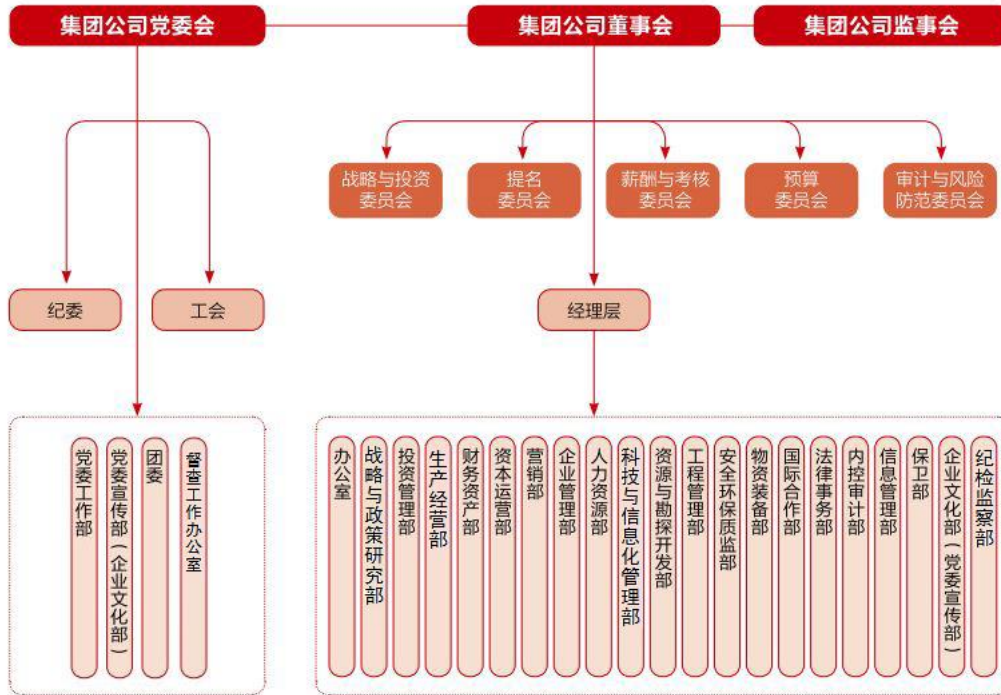 集团公司党委会
集团公司董事会
集团公司监事会
战略与投资
委员会
提名
委员会
薪酬与考核
委员会
预算
委员会
审计与风险
防范委员会
纪委
工会
经理层
党委工作部
党委宣传部(企业文化部)
团委
督查工作办公室
办公室
战略与政策研究部
投资管理部
生产经营部
财务资产部
资本运营部
营销部
企业管理部
人力资源部
科技与信息化管理部
资源与勘探开发部
工程管理部
安全环保质监部
物资装备部
国际合作部
法律事务部
内控审计部
信息管理部
保卫部
企业文化部(党委宣传部)
纪检监察部